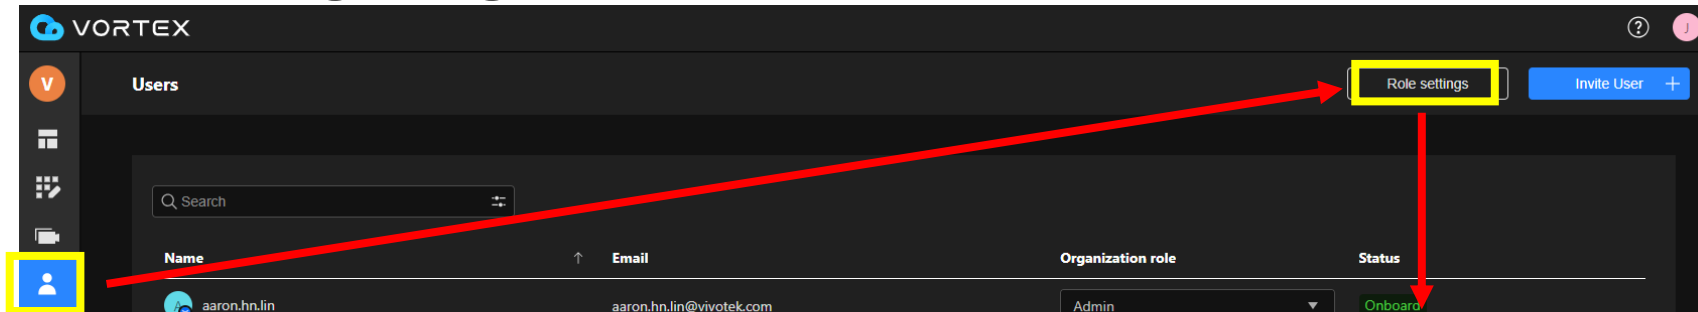 VORTEX
?
J
V
Users
Role settings
Invite User +
Search
Name ↑ Email Organization role Status
aaron.hn.lin aaron.hn.lin@vivotek.com Admin Onboard